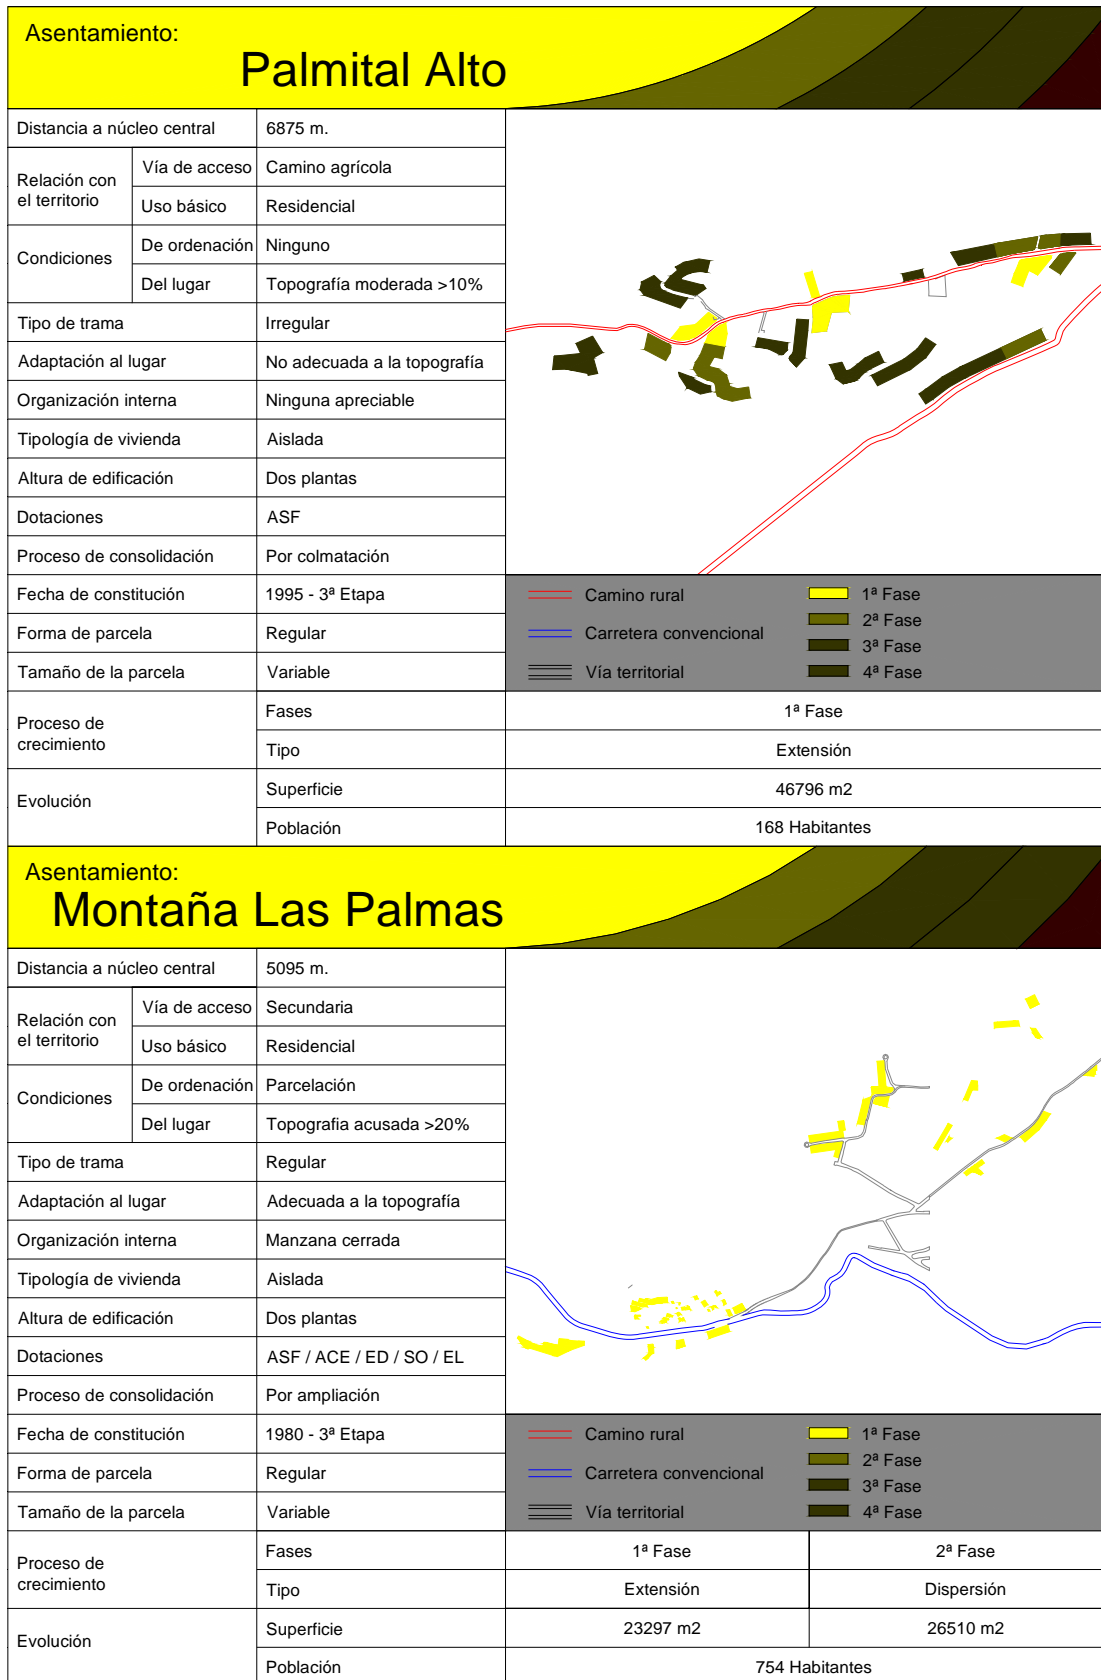 Asentamiento:
Palmital Alto
Distancia a núcleo central 6875 m.
Relación con el territorio Vía de acceso Camino agrícola
Uso básico Residencial
Condiciones De ordenación Ninguno
Del lugar Topografía moderada >10%
Tipo de trama Irregular
Adaptación al lugar No adecuada a la topografía
Organización interna Ninguna apreciable
Tipología de vivienda Aislada
Altura de edificación Dos plantas
Dotaciones ASF
Proceso de consolidación Por colmatación
Fecha de constitución 1995 - 3ª Etapa
Forma de parcela Regular
Tamaño de la parcela Variable
Camino rural 1ª Fase
2ª Fase
Carretera convencional
3ª Fase
Vía territorial 4ª Fase
Proceso de crecimiento Fases 1ª Fase
Tipo Extensión
Evolución Superficie 46796 m2
Población 168 Habitantes
Asentamiento:
Montaña Las Palmas
Distancia a núcleo central 5095 m.
Relación con el territorio Vía de acceso Secundaria
Uso básico Residencial
Condiciones De ordenación Parcelación
Del lugar Topografia acusada >20%
Tipo de trama Regular
Adaptación al lugar Adecuada a la topografía
Organización interna Manzana cerrada
Tipología de vivienda Aislada
Altura de edificación Dos plantas
Dotaciones ASF / ACE / ED / SO / EL
Proceso de consolidación Por ampliación
Fecha de constitución 1980 - 3ª Etapa
Forma de parcela Regular
Tamaño de la parcela Variable
Camino rural 1ª Fase
2ª Fase
Carretera convencional
3ª Fase
Vía territorial 4ª Fase
Proceso de crecimiento Fases 1ª Fase 2ª Fase
Tipo Extensión Dispersión
Evolución Superficie 23297 m2 26510 m2
Población 754 Habitantes